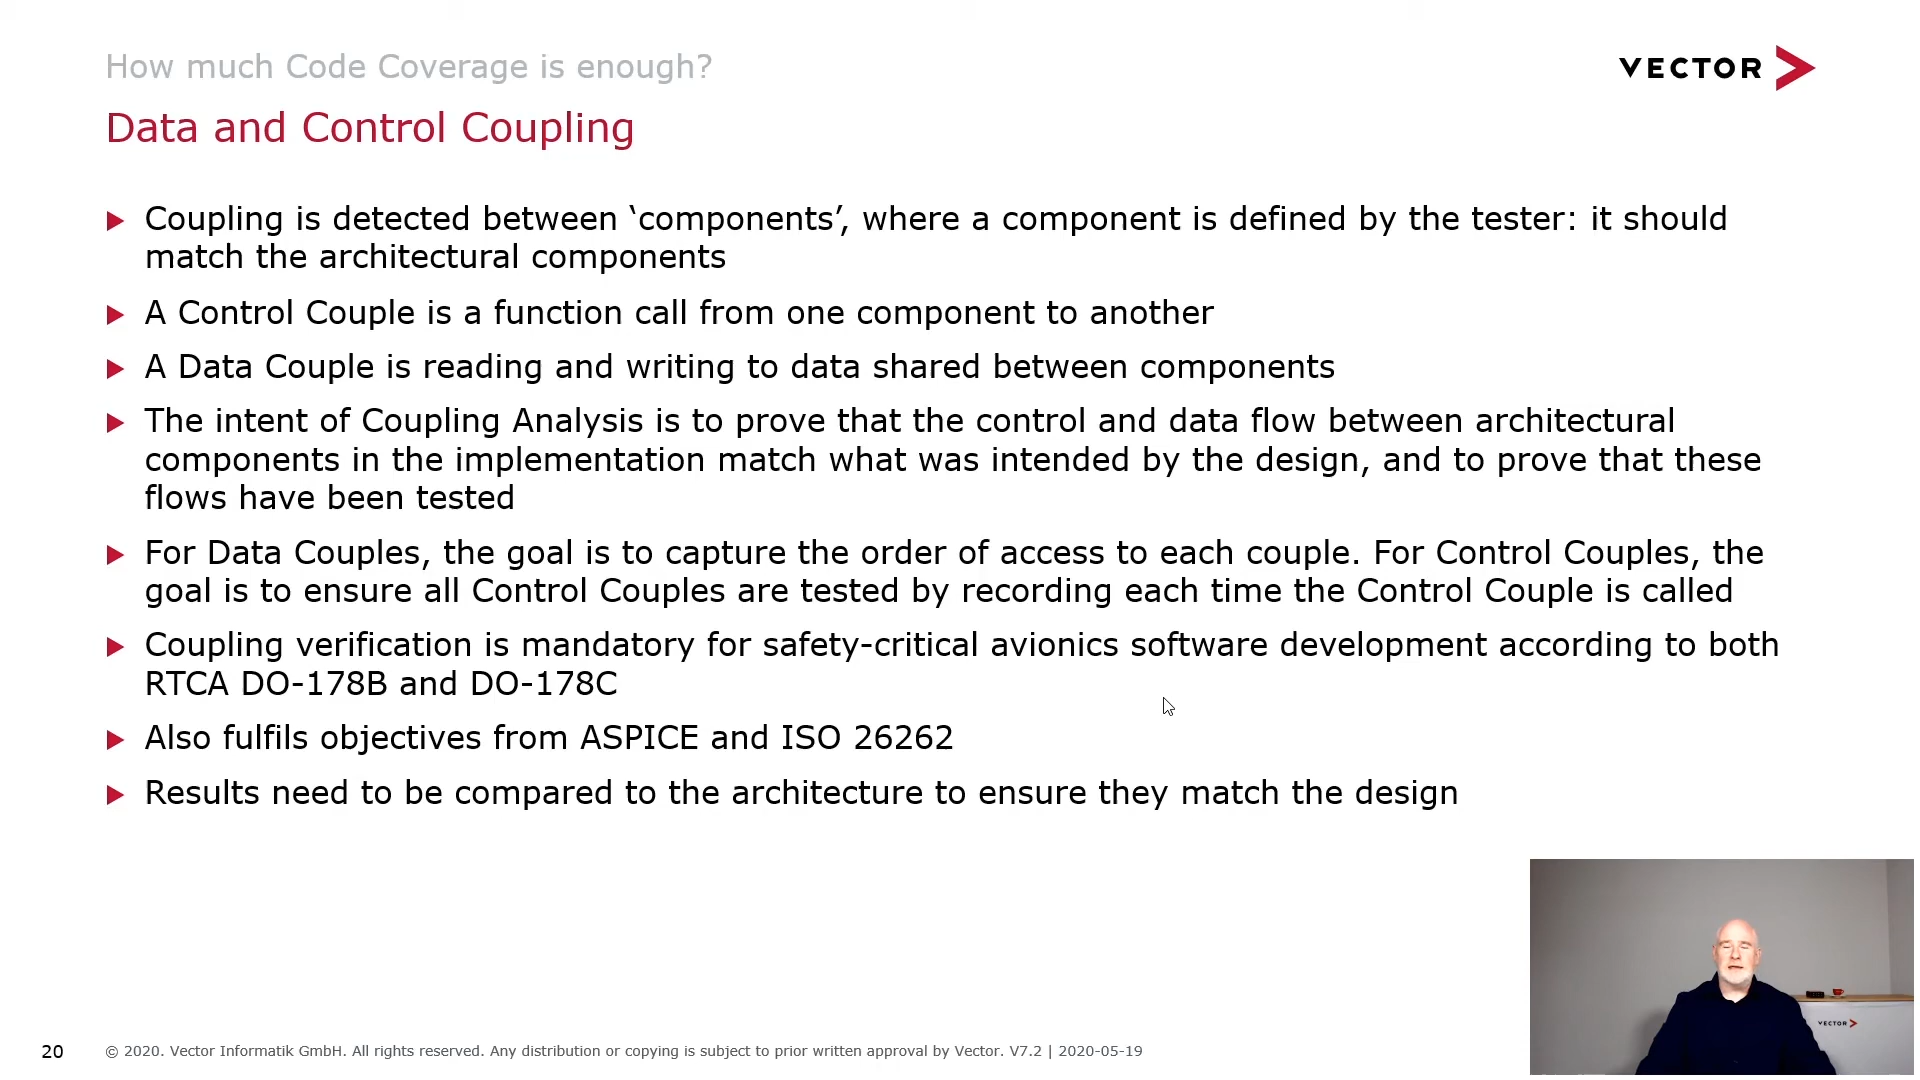 How much Code Coverage is enough?
VECTOR
Data and Control Coupling
Coupling is detected between ‘components’, where a component is defined by the tester: it should
match the architectural components
A Control Couple is a function call from one component to another
A Data Couple is reading and writing to data shared between components
The intent of Coupling Analysis is to prove that the control and data flow between architectural
components in the implementation match what was intended by the design, and to prove that these
flows have been tested
For Data Couples, the goal is to capture the order of access to each couple. For Control Couples, the
goal is to ensure all Control Couples are tested by recording each time the Control Couple is called
Coupling verification is mandatory for safety-critical avionics software development according to both
RTCA DO-178B and DO-178C
Also fulfils objectives from ASPICE and ISO 26262
Results need to be compared to the architecture to ensure they match the design
VECTOR
20
© 2020. Vector Informatik GmbH. All rights reserved. Any distribution or copying is subject to prior written approval by Vector. V7.2 | 2020-05-19